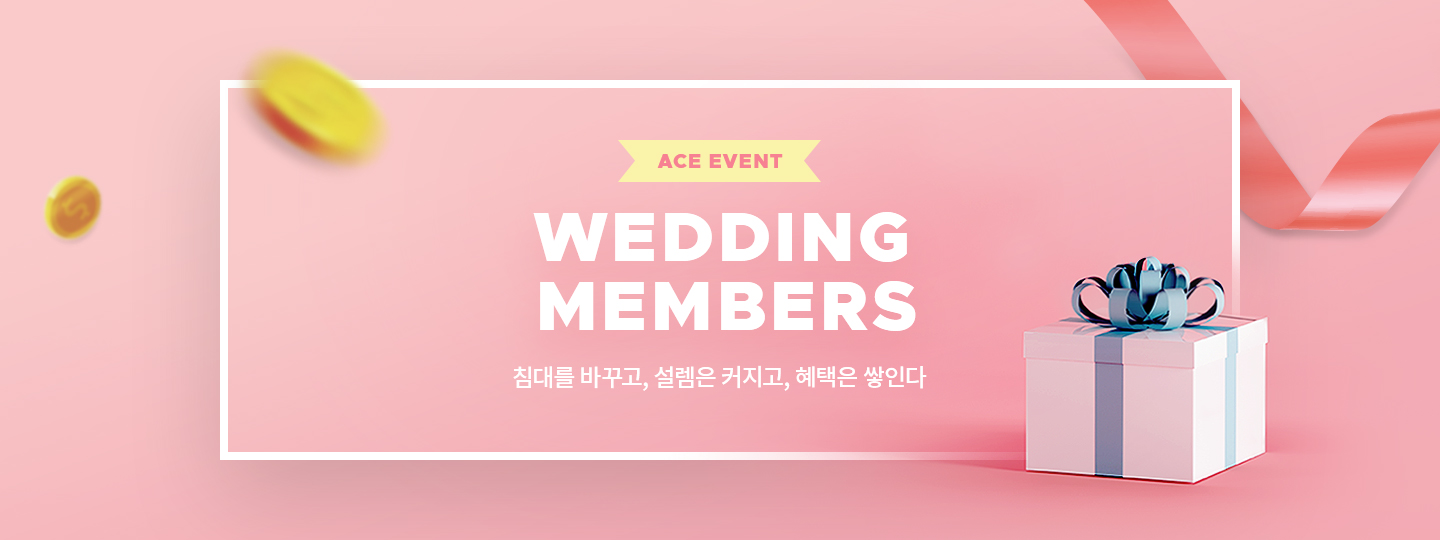 ACE EVENT
WEDDING
MEMBERS
침대를 바꾸고, 설렘은 커지고, 혜택은 쌓인다